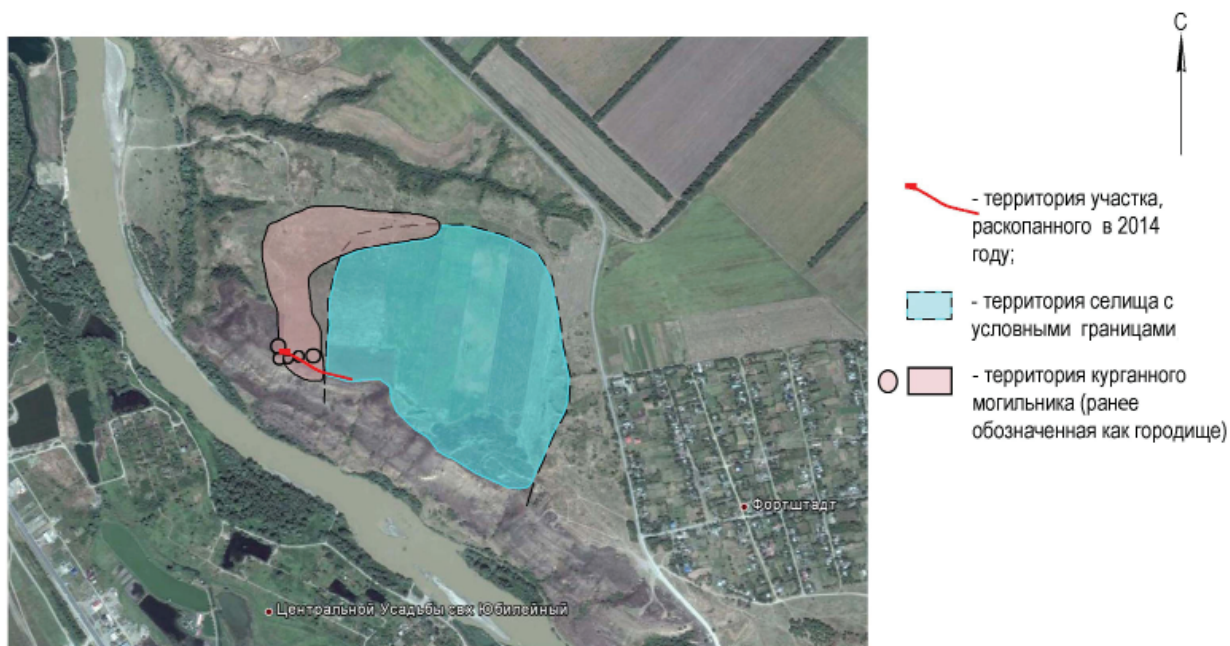 С
- территория участка,
раскопанного в 2014
году;
- территория селища с
условными границами
- территория курганного
могильника (ранее
обозначенная как городище)
Фортштадт
Центральной Усадьбы свх Юбилейный